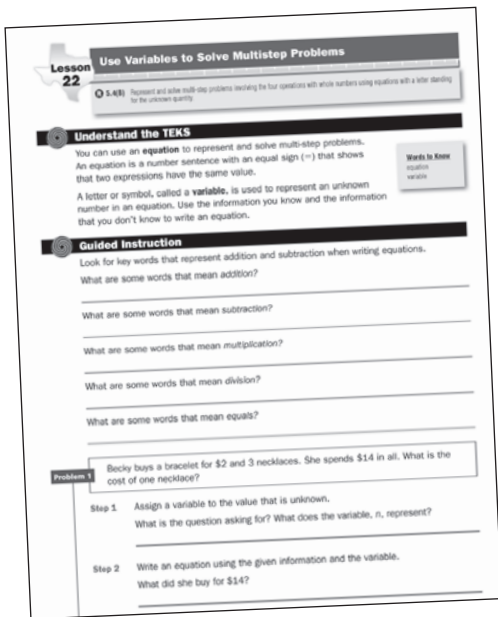 Lesson
22
Use Variables to Solve Multistep Problems
5.4(B) Represent and solve multi-step problems involving the four operations with whole numbers using equations with a letter standing
for the unknown quantity.
Understand the TEKS
You can use an equation to represent and solve multi-step problems.
An equation is a number sentence with an equal sign (=) that shows
that two expressions have the same value.
A letter or symbol, called a variable, is used to represent an unknown
number in an equation. Use the information you know and the information
that you don't know to write an equation.
Words to Know
equation
variable
Guided Instruction
Look for key words that represent addition and subtraction when writing equations.
What are some words that mean addition?
What are some words that mean subtraction?
What are some words that mean multiplication?
What are some words that mean division?
What are some words that mean equals?
Problem 1
Becky buys a bracelet for $2 and 3 necklaces. She spends $14 in all. What is the
cost of one necklace?
Step 1 Assign a variable to the value that is unknown.
What is the question asking for? What does the variable, n, represent?
Step 2 Write an equation using the given information and the variable.
What did she buy for $14?